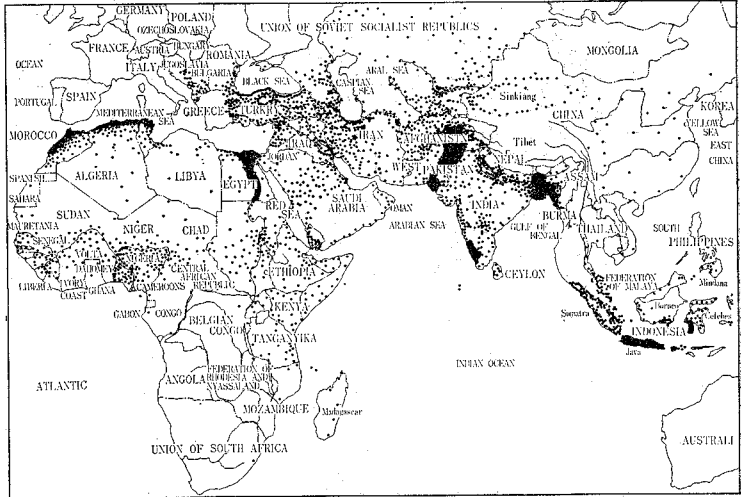 GERMANY
POLAND
UNION OF SOVIET SOCIALIST REPUBLICS
CZECHOSLOVAKIA
FRANCE
AUSTRIA
HUNGARY
MONGOLIA
OCEAN
ITALY
JUGOSLAVIA
ROMANIA
BULGARIA
BLACK SEA
CASPIAN
SEA
ARAL SEA
PORTUGAL
SPAIN
Sinkiang
KOREA
MEDITERRANEAN
SEA
GREECE
TURKEY
CHINA
YELLOW
SEA
MOROCCO
IRAQ
IRAN
AFGHANISTAN
Tibet
EAST
CHINA
JORDAN
WEST
PAKISTAN
NEPAL
ALGERIA
LIBYA
EGYPT
ASSAM
SPANISH
SAHARA
SAUDI
ARABIA
INDIA
RED
SEA
OMAN
BURMA
MAURETANIA
SUDAN
NIGER
CHAD
ARABIAN SEA
GULF OF
BENGAL
THAILAND
SOUTH
PHILIPPINES
SENEGAL
VOLTA
NIGERIA
DAHOMEY
CENTRAL
AFRICAN
REPUBLIC
ETHIOPIA
CEYLON
FEDERATION
OF MALAYA
Mindana
LIBERIA
IVORY
COAST
GHANA
CAMEROONS
KENYA
Borneo
Celebes
GABON
CONGO
BELGIAN
CONGO
TANGANYIKA
Sumatra
INDONESIA
Java
INDIAN OCEAN
ATLANTIC
ANGOLA
FEDERATION OF
RHODESIA AND
NYASSALAND
MOZAMBIQUE
Madagascar
UNION OF SOUTH AFRICA
AUSTRALI